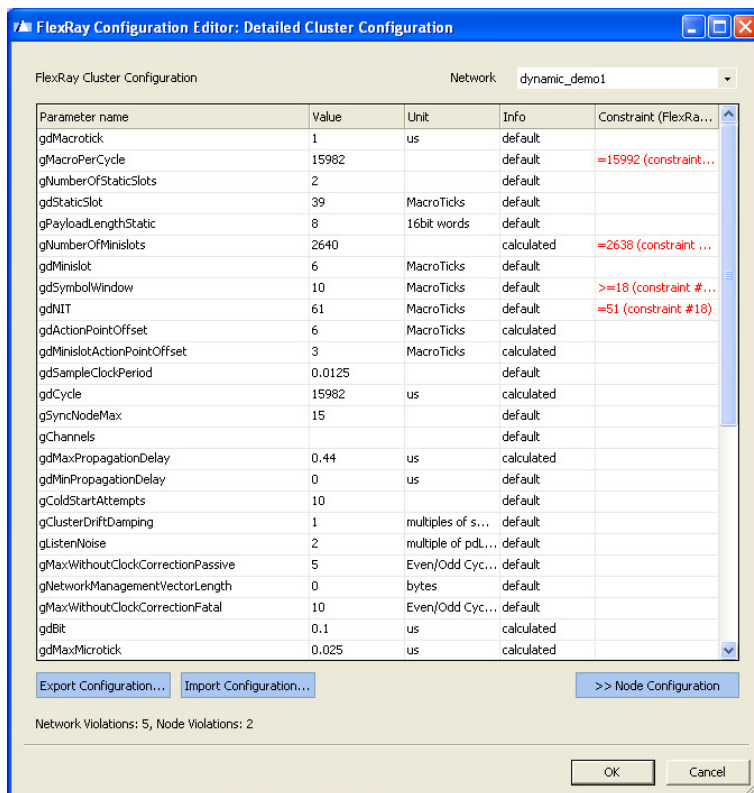 FlexRay Configuration Editor: Detailed Cluster Configuration
FlexRay Cluster Configuration Network dynamic_demo1
Parameter name Value Unit Info Constraint (FlexRa...
gdMacrotick 1 us default
gMacroPerCycle 15982 default =15992 (constraint...
gNumberOfStaticSlots 2 default
gdStaticSlot 39 MacroTicks default
gPayloadLengthStatic 8 16bit words default
gNumberOfMinislots 2640 calculated =2638 (constraint ...
gdMinislot 6 MacroTicks default
gdSymbolWindow 10 MacroTicks default >=18 (constraint #...
gdNIT 61 MacroTicks default =51 (constraint #18)
gdActionPointOffset 6 MacroTicks calculated
gdMinislotActionPointOffset 3 MacroTicks calculated
gdSampleClockPeriod 0.0125 default
gdCycle 15982 us calculated
gSyncNodeMax 15 default
gChannels default
gdMaxPropagationDelay 0.44 us calculated
gdMinPropagationDelay 0 us default
gColdStartAttempts 10 default
gClusterDriftDamping 1 multiples of s... default
gListenNoise 2 multiple of pdL... default
gMaxWithoutClockCorrectionPassive 5 Even/Odd Cyc... default
gNetworkManagementVectorLength 0 bytes default
gMaxWithoutClockCorrectionFatal 10 Even/Odd Cyc... default
gdBit 0.1 us calculated
gdMaxMicrotick 0.025 us calculated
Export Configuration... Import Configuration... >> Node Configuration
Network Violations: 5, Node Violations: 2
OK Cancel